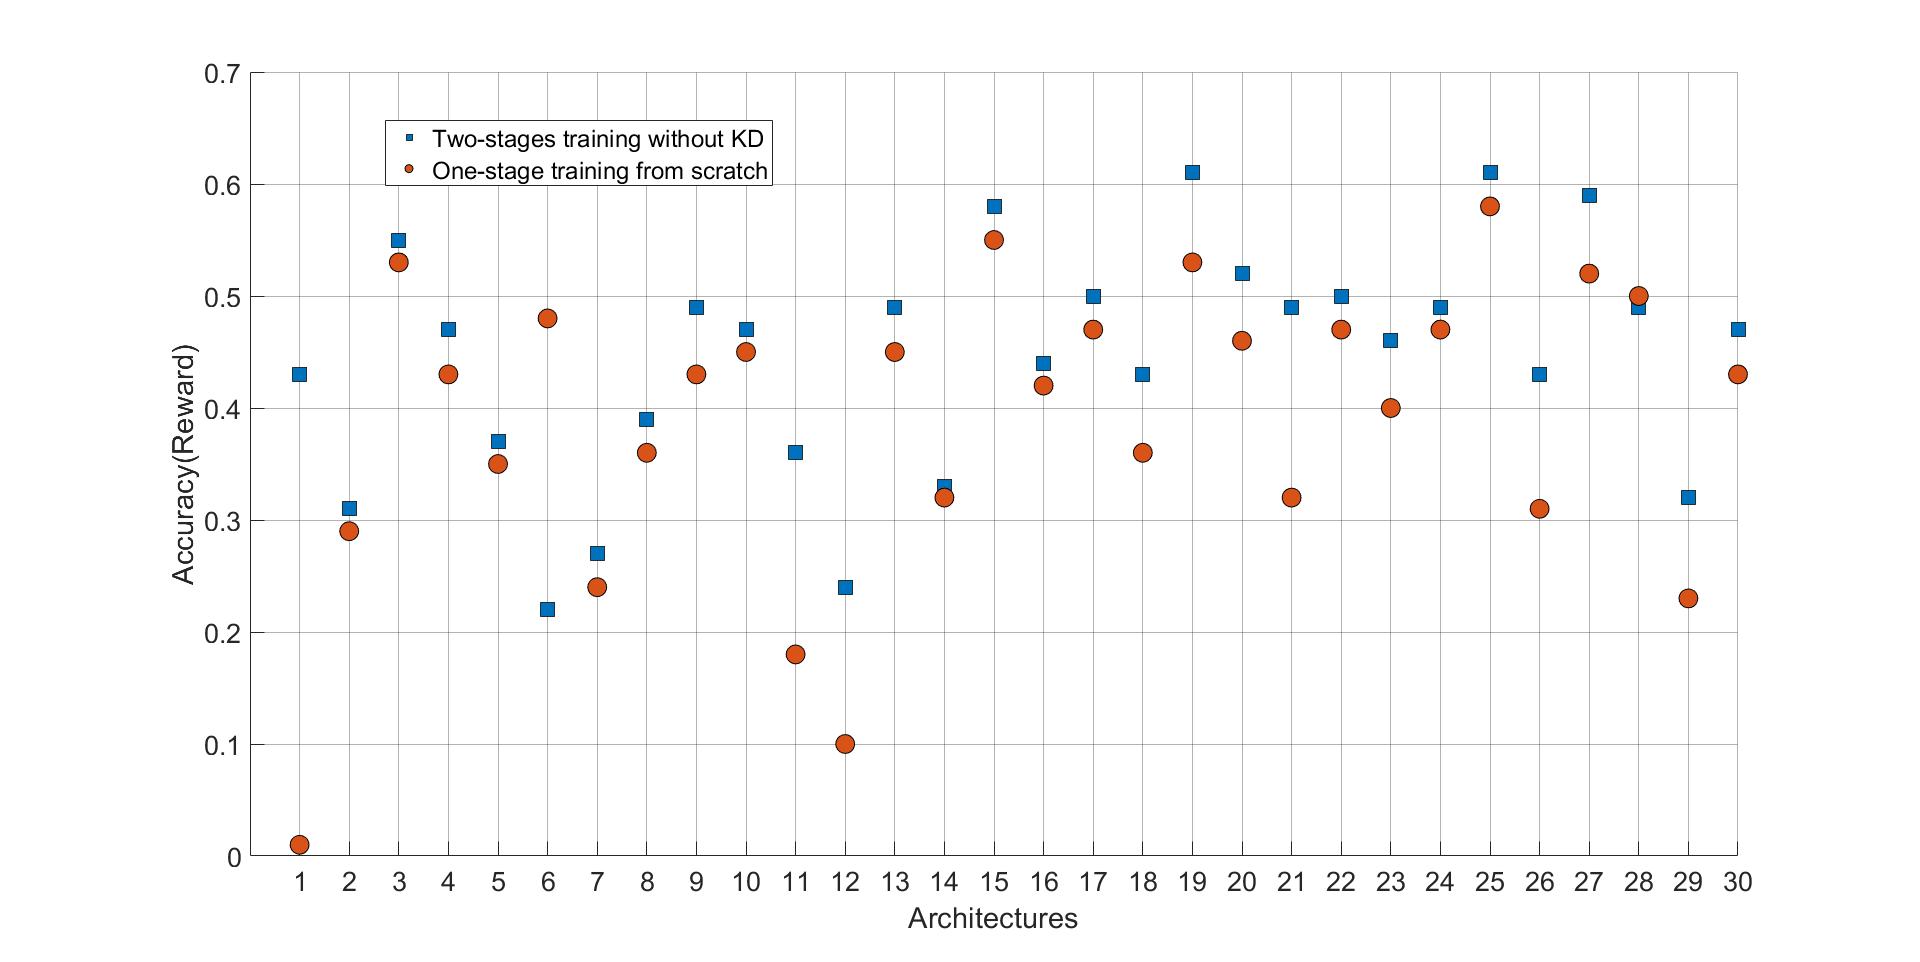 0.7
0.6
0.5
0.4
0.3
0.2
0.1
0
Accuracy(Reward)
Two-stages training without KD
One-stage training from scratch
1 2 3 4 5 6 7 8 9 10 11 12 13 14 15 16 17 18 19 20 21 22 23 24 25 26 27 28 29 30
Architectures